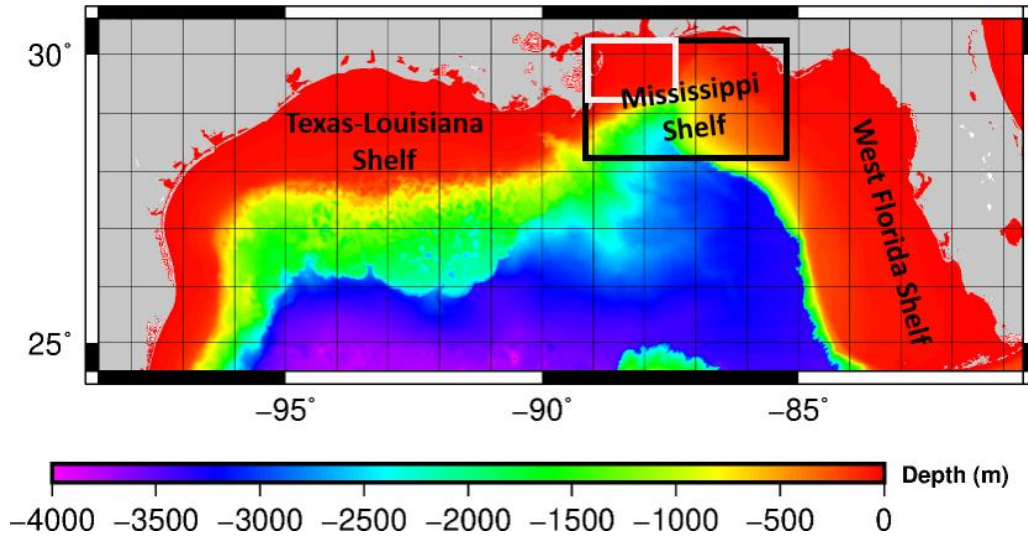 30°
25°
Texas-Louisiana
Shelf
Mississippi
Shelf
West Florida Shelf
−95° −90° −85°
Depth (m)
−4000 −3500 −3000 −2500 −2000 −1500 −1000 −500 0